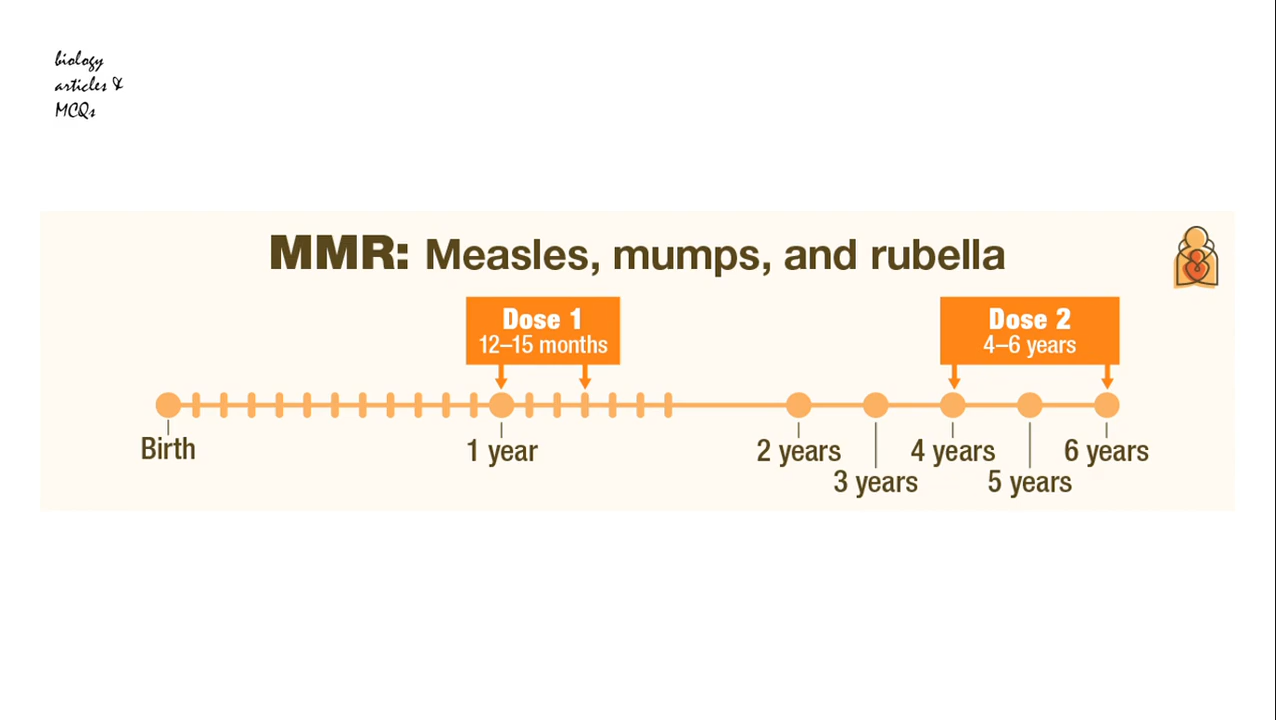 biology
articles &
MCQs
MMR: Measles, mumps, and rubella
Dose 1
12–15 months
Dose 2
4–6 years
Birth
1 year
2 years
3 years
4 years
5 years
6 years